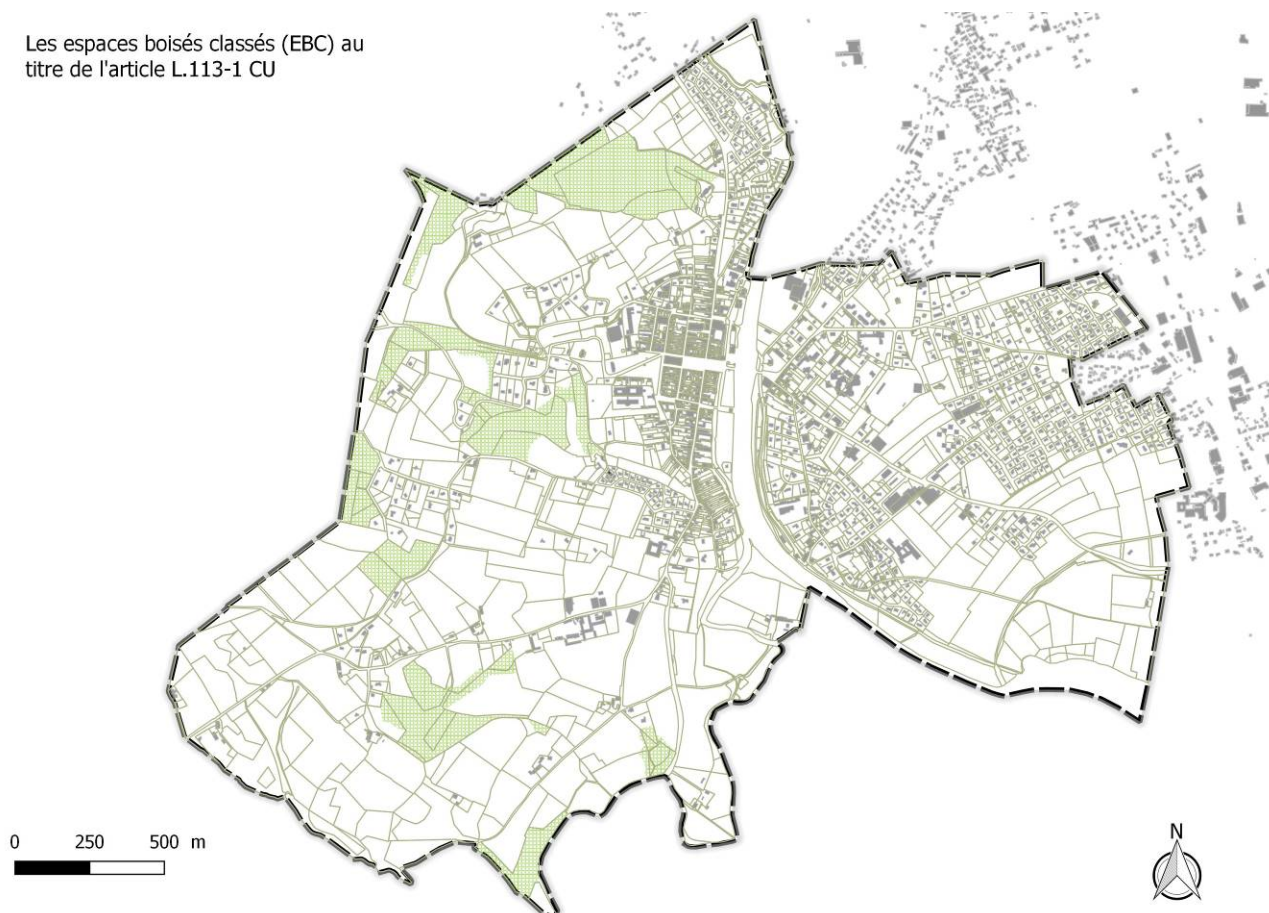 Les espaces boisés classés (EBC) au
titre de l'article L.113-1 CU
0 250 500 m
N